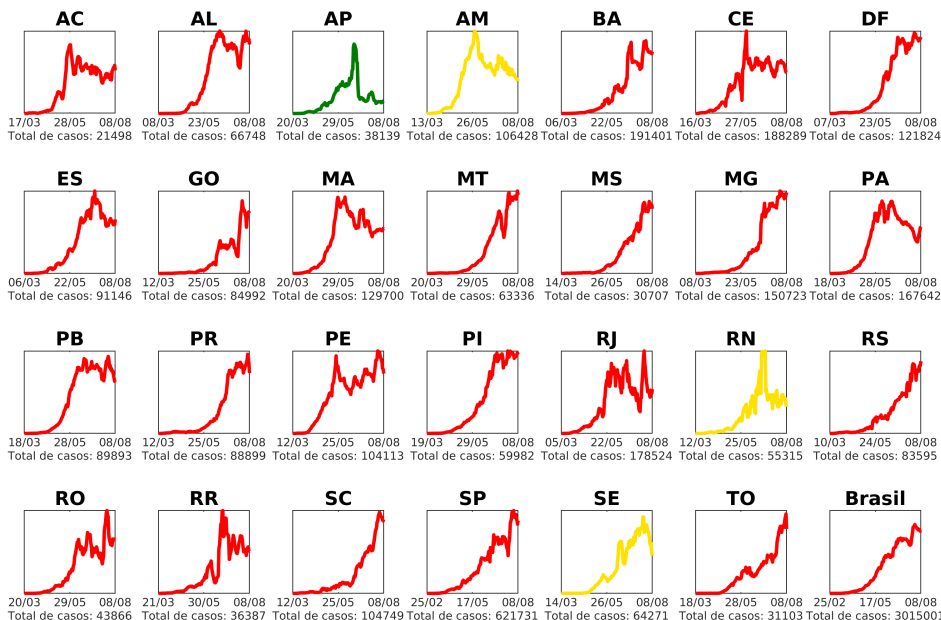 AC AL AP AM BA CE DF
17/03 28/05 08/08 08/03 23/05 08/08 20/03 29/05 08/08 13/03 26/05 08/08 06/03 22/05 08/08 16/03 27/05 08/08 07/03 23/05 08/08
Total de casos: 21498 Total de casos: 66748 Total de casos: 38139 Total de casos: 106428 Total de casos: 191401 Total de casos: 188289 Total de casos: 121824
ES GO MA MT MS MG PA
06/03 22/05 08/08 12/03 25/05 08/08 20/03 29/05 08/08 20/03 29/05 08/08 14/03 26/05 08/08 08/03 23/05 08/08 18/03 28/05 08/08
Total de casos: 91146 Total de casos: 84992 Total de casos: 129700 Total de casos: 63336 Total de casos: 30707 Total de casos: 150723 Total de casos: 167642
PB PR PE PI RJ RN RS
18/03 28/05 08/08 12/03 25/05 08/08 12/03 25/05 08/08 19/03 28/05 08/08 05/03 22/05 08/08 12/03 25/05 08/08 10/03 24/05 08/08
Total de casos: 89893 Total de casos: 88899 Total de casos: 104113 Total de casos: 59982 Total de casos: 178524 Total de casos: 55315 Total de casos: 83595
RO RR SC SP SE TO Brasil
20/03 29/05 08/08 21/03 30/05 08/08 12/03 25/05 08/08 25/02 17/05 08/08 14/03 26/05 08/08 18/03 28/05 08/08 25/02 17/05 08/08
Total de casos: 43866 Total de casos: 36387 Total de casos: 104749 Total de casos: 621731 Total de casos: 64271 Total de casos: 31103 Total de casos: 3015001